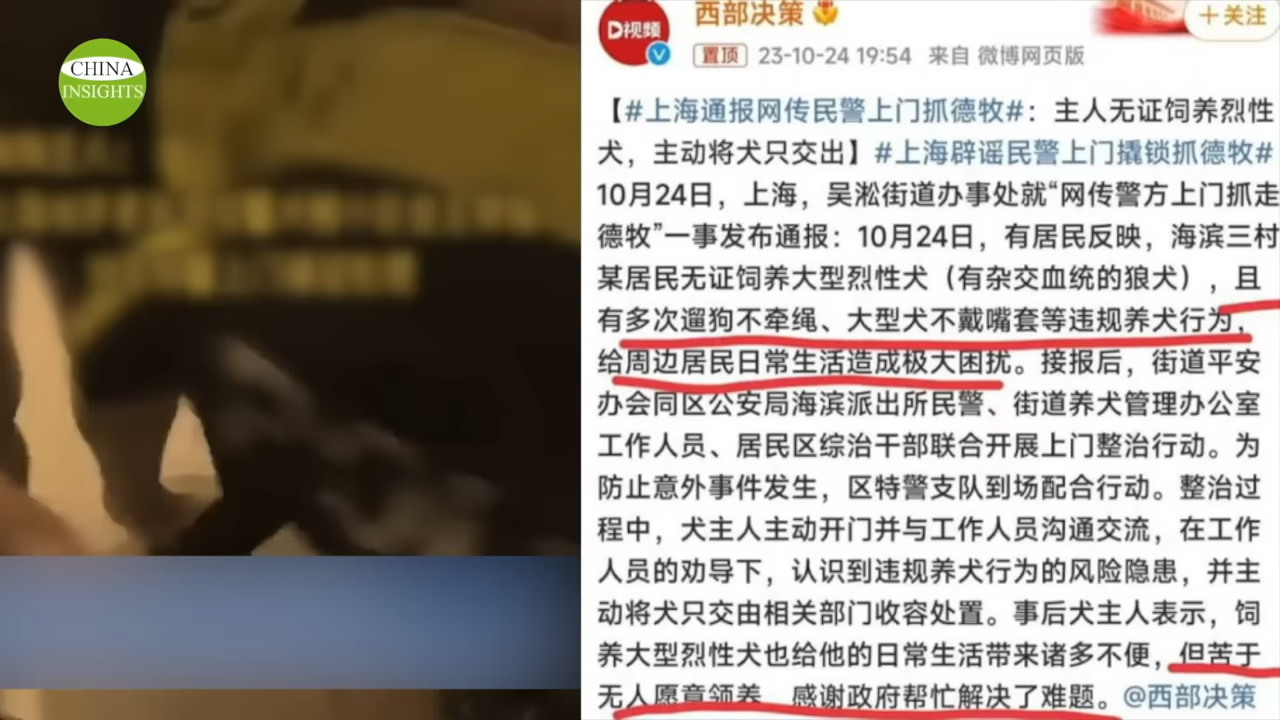 CHINA
INSIGHTS
D视频
西部决策
+关注
置顶 23-10-24 19:54 来自 微博网页版
【#上海通报网传民警上门抓德牧#：主人无证饲养烈性
犬，主动将犬只交出】#上海辟谣民警上门撬锁抓德牧#
10月24日，上海，吴淞街道办事处就“网传警方上门抓走
德牧”一事发布通报：10月24日，有居民反映，海滨三村
某居民无证饲养大型烈性犬（有杂交血统的狼犬），且
有多次遛狗不牵绳、大型犬不戴嘴套等违规养犬行为，
给周边居民日常生活造成极大困扰。接报后，街道平安
办会同区公安局海滨派出所民警、街道养犬管理办公室
工作人员、居民区综治干部联合开展上门整治行动。为
防止意外事件发生，区特警支队到场配合行动。整治过
程中，犬主人主动开门并与工作人员沟通交流，在工作
人员的劝导下，认识到违规养犬行为的风险隐患，并主
动将犬只交由相关部门收容处置。事后犬主人表示，饲
养大型烈性犬也给他的日常生活带来诸多不便，但苦于
无人愿意领养，感谢政府帮忙解决了难题。@西部决策